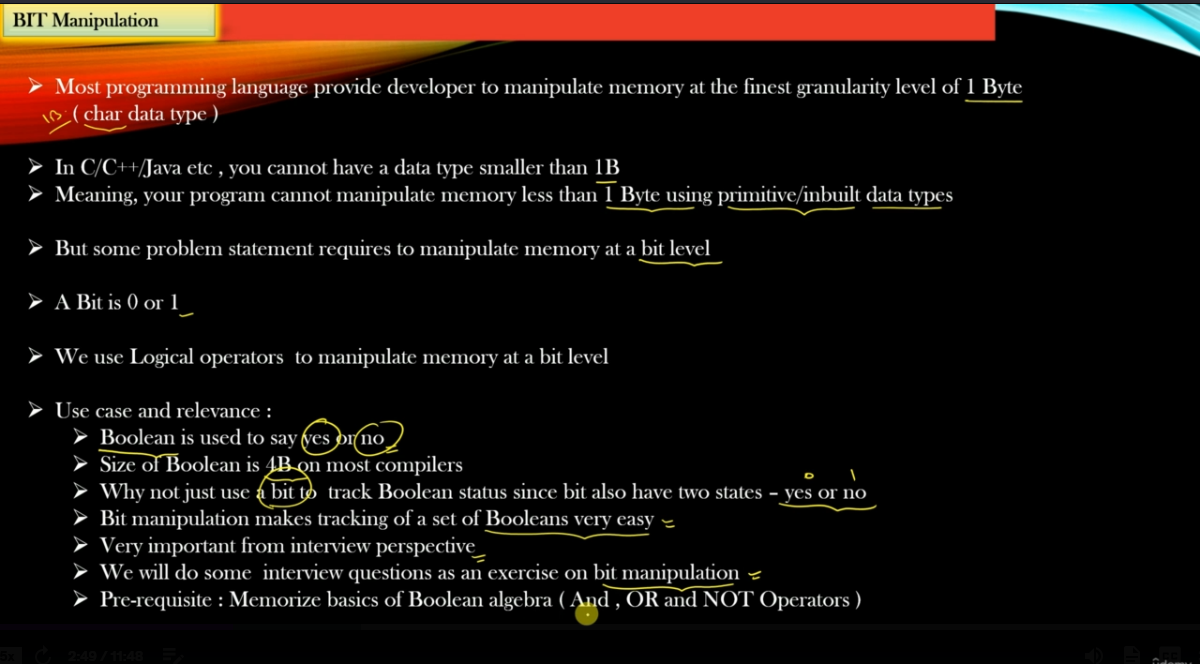 BIT Manipulation
➤ Most programming language provide developer to manipulate memory at the finest granularity level of 1 Byte
( char data type )
➤ In C/C++/Java etc , you cannot have a data type smaller than 1B
➤ Meaning, your program cannot manipulate memory less than 1 Byte using primitive/inbuilt data types
➤ But some problem statement requires to manipulate memory at a bit level
➤ A Bit is 0 or 1
➤ We use Logical operators to manipulate memory at a bit level
➤ Use case and relevance :
➤ Boolean is used to say yes or no
➤ Size of Boolean is 4B on most compilers
0 1
➤ Why not just use a bit to track Boolean status since bit also have two states - yes or no
➤ Bit manipulation makes tracking of a set of Booleans very easy
➤ Very important from interview perspective
➤ We will do some interview questions as an exercise on bit manipulation
➤ Pre-requisite : Memorize basics of Boolean algebra ( And , OR and NOT Operators )
2:49 / 11:48